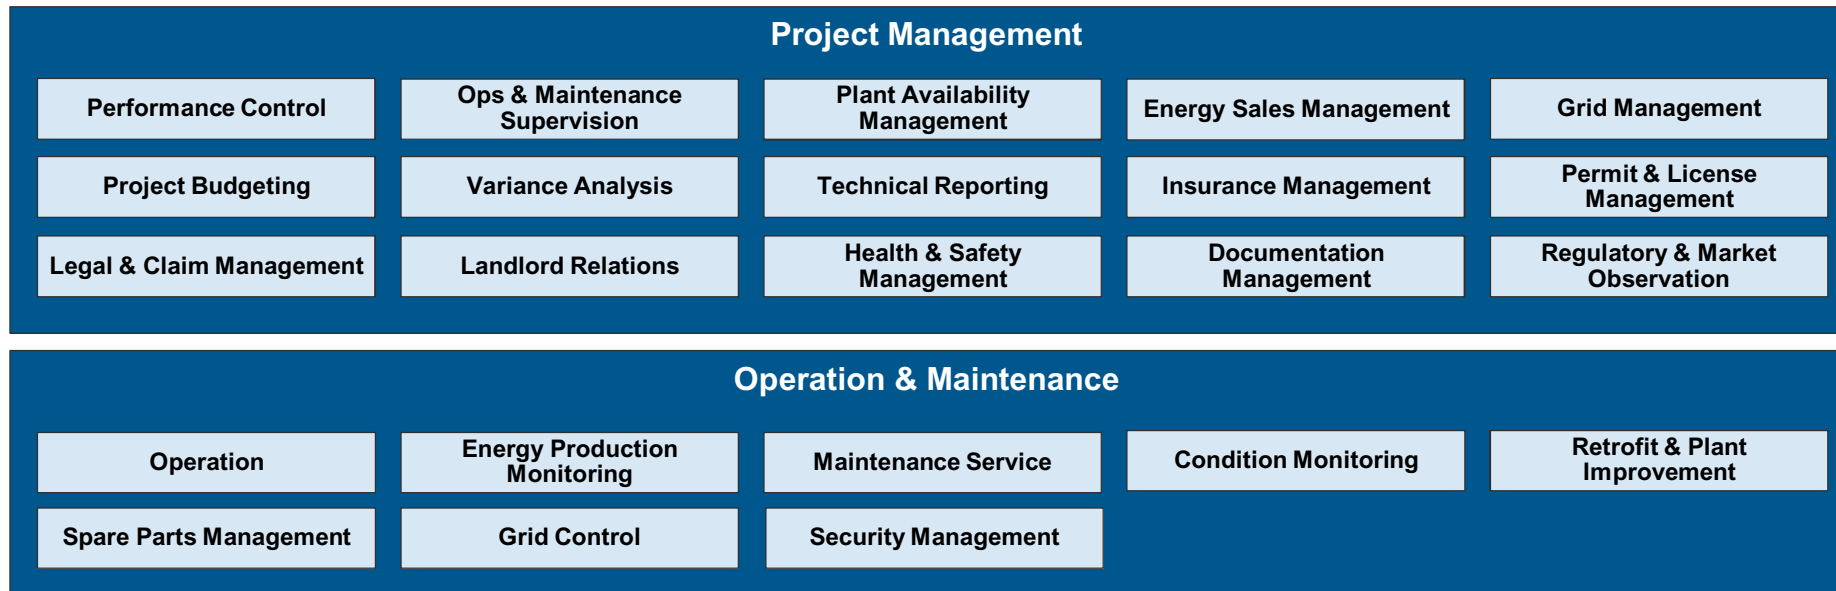 Project Management
Performance Control
Ops & Maintenance
Supervision
Plant Availability
Management
Energy Sales Management
Grid Management
Project Budgeting
Variance Analysis
Technical Reporting
Insurance Management
Permit & License
Management
Legal & Claim Management
Landlord Relations
Health & Safety
Management
Documentation
Management
Regulatory & Market
Observation
Operation & Maintenance
Operation
Energy Production
Monitoring
Maintenance Service
Condition Monitoring
Retrofit & Plant
Improvement
Spare Parts Management
Grid Control
Security Management